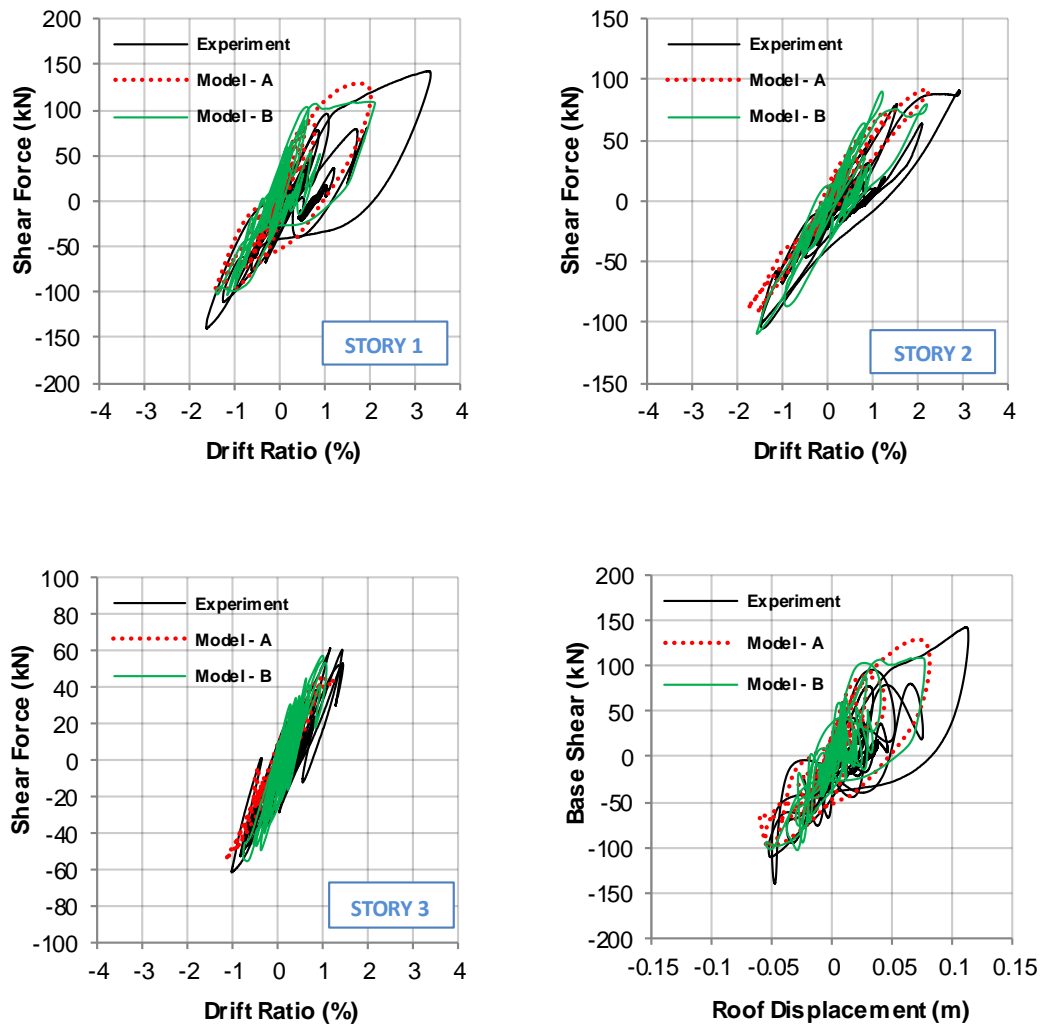 200
150
100
50
0
-50
-100
-150
-200
-4 -3 -2 -1 0 1 2 3 4
Shear Force (kN)
Drift Ratio (%)
Experiment
Model - A
Model - B
STORY 1
150
100
50
0
-50
-100
-150
-4 -3 -2 -1 0 1 2 3 4
Shear Force (kN)
Drift Ratio (%)
Experiment
Model - A
Model - B
STORY 2
100
80
60
40
20
0
-20
-40
-60
-80
-100
-4 -3 -2 -1 0 1 2 3 4
Shear Force (kN)
Drift Ratio (%)
Experiment
Model - A
Model - B
STORY 3
200
150
100
50
0
-50
-100
-150
-200
-0.15 -0.1 -0.05 0 0.05 0.1 0.15
Base Shear (kN)
Roof Displacement (m)
Experiment
Model - A
Model - B